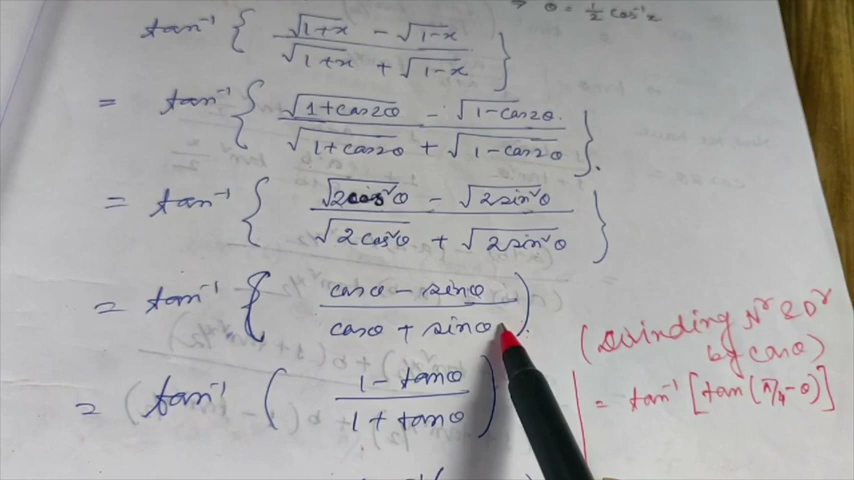 ⇒ θ = 1/2 cos⁻¹x
tan⁻¹ { (√(1+x) − √(1−x)) / (√(1+x) + √(1−x)) }
= tan⁻¹ { (√(1+cos2θ) − √(1−cos2θ)) / (√(1+cos2θ) + √(1−cos2θ)) }.
= tan⁻¹ { (√(2cos²θ) − √(2sin²θ)) / (√(2cos²θ) + √(2sin²θ)) }
= tan⁻¹ { (cosθ − sinθ) / (cosθ + sinθ) ).
(Divinding Nʳ & Dʳ
by cosθ)
= tan⁻¹ ( (1 − tanθ) / (1 + tanθ) )
= tan⁻¹ [tan(π/4 − θ)]